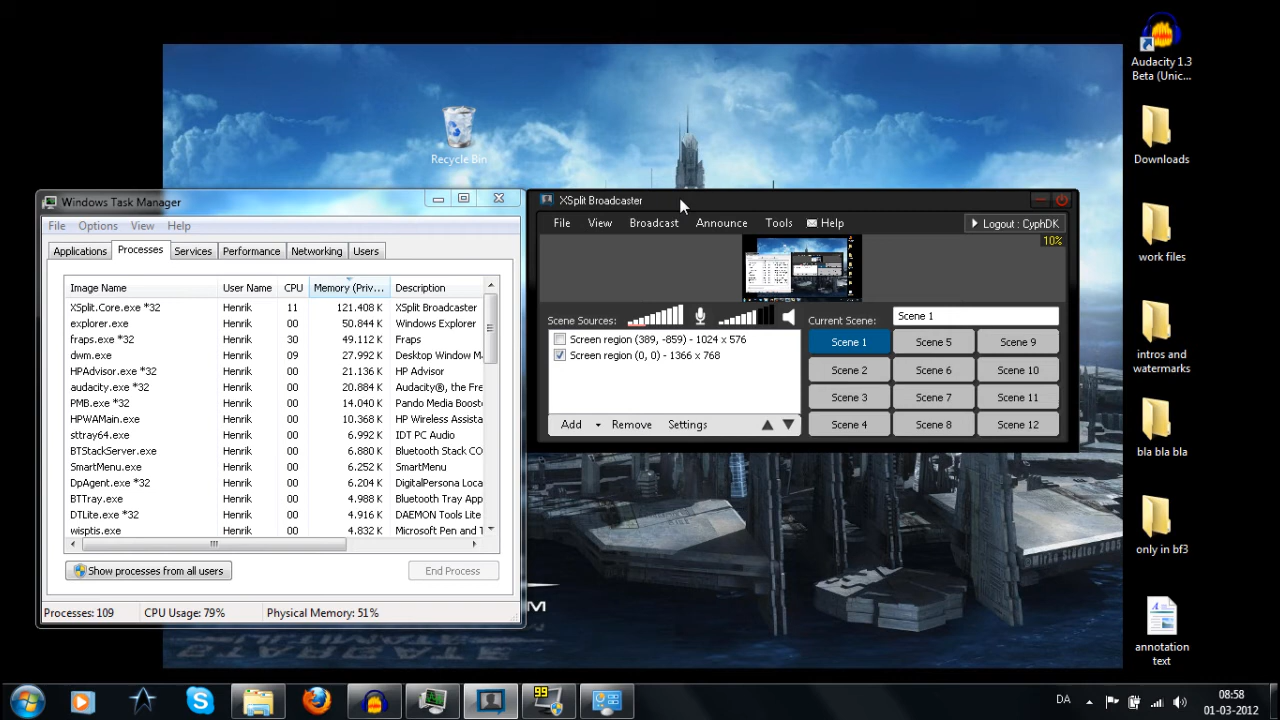 Audacity 1.3
Beta (Unic...
Downloads
work files
intros and
watermarks
bla bla bla
only in bf3
annotation
text
Recycle Bin
Windows Task Manager
File Options View Help
Applications Processes Services Performance Networking Users
Image Name User Name CPU Memory (Priv... Description
XSplit.Core.exe *32 Henrik 11 121.408 K XSplit Broadcaster
explorer.exe Henrik 00 50.844 K Windows Explorer
fraps.exe *32 Henrik 30 49.112 K Fraps
dwm.exe Henrik 09 27.992 K Desktop Window M
HPAdvisor.exe *32 Henrik 00 21.136 K HP Advisor
audacity.exe *32 Henrik 00 20.884 K Audacity®, the Fre
PMB.exe *32 Henrik 00 14.040 K Pando Media Boost
HPWAMain.exe Henrik 00 10.368 K HP Wireless Assista
sttray64.exe Henrik 00 6.992 K IDT PC Audio
BTStackServer.exe Henrik 00 6.880 K Bluetooth Stack CO
SmartMenu.exe Henrik 00 6.252 K SmartMenu
DpAgent.exe *32 Henrik 00 6.204 K DigitalPersona Loca
BTTray.exe Henrik 00 4.988 K Bluetooth Tray App
DTLite.exe *32 Henrik 00 4.916 K DAEMON Tools Lite
wisptis.exe Henrik 00 4.832 K Microsoft Pen and T
Show processes from all users End Process
Processes: 109 CPU Usage: 79% Physical Memory: 51%
XSplit Broadcaster
File View Broadcast Announce Tools Help Logout : CyphDK
10%
Scene Sources: Current Scene: Scene 1
Screen region (389, -859) - 1024 x 576
Screen region (0, 0) - 1366 x 768
Scene 1 Scene 5 Scene 9
Scene 2 Scene 6 Scene 10
Scene 3 Scene 7 Scene 11
Scene 4 Scene 8 Scene 12
Add Remove Settings
M
99
DA
08:58
01-03-2012